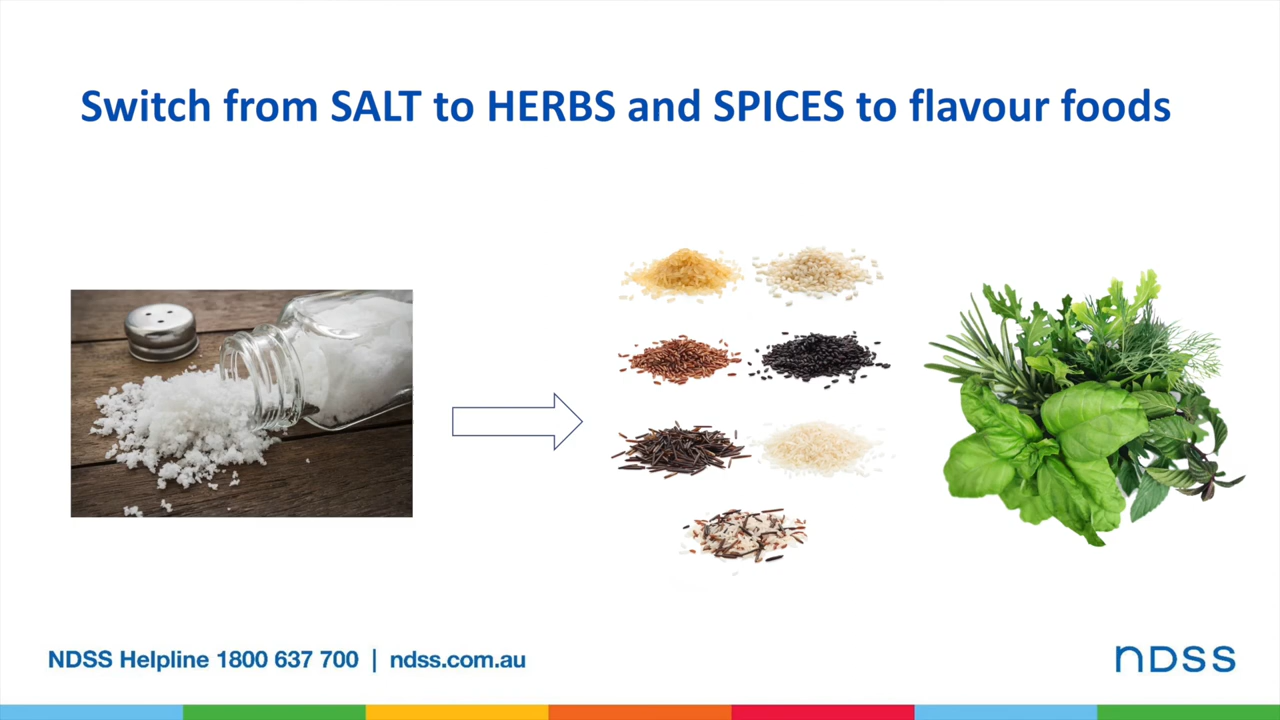 Switch from SALT to HERBS and SPICES to flavour foods
NDSS Helpline 1800 637 700 | ndss.com.au
nDSS